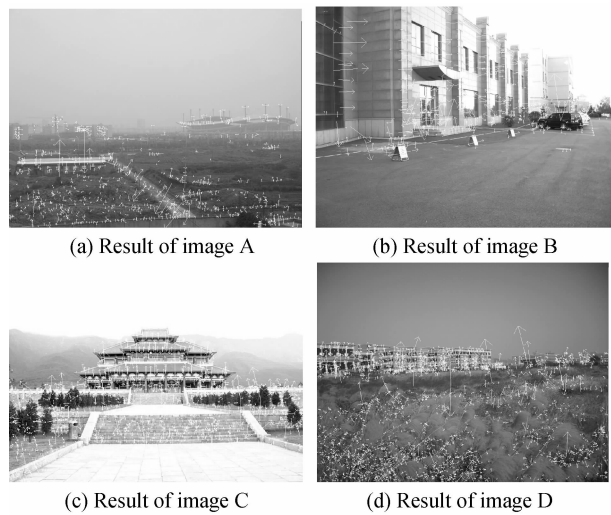 (a) Result of image A
(b) Result of image B
(c) Result of image C
(d) Result of image D